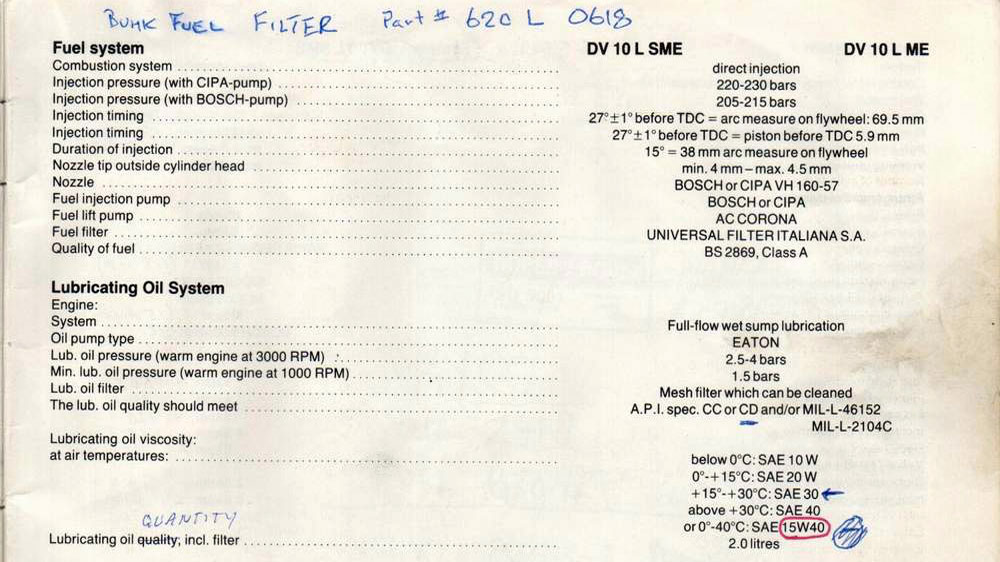 BUKK FUEL FILTER Part # 620 L 0618
Fuel system DV 10 L SME DV 10 L ME
Combustion system direct injection
Injection pressure (with CIPA-pump) 220-230 bars
Injection pressure (with BOSCH-pump) 205-215 bars
Injection timing 27°±1° before TDC = arc measure on flywheel: 69.5 mm
Injection timing 27°±1° before TDC = piston before TDC 5.9 mm
Duration of injection 15° = 38 mm arc measure on flywheel
Nozzle tip outside cylinder head min. 4 mm – max. 4.5 mm
Nozzle BOSCH or CIPA VH 160-57
Fuel injection pump BOSCH or CIPA
Fuel lift pump AC CORONA
Fuel filter UNIVERSAL FILTER ITALIANA S.A.
Quality of fuel BS 2869, Class A
Lubricating Oil System
Engine:
System Full-flow wet sump lubrication
Oil pump type EATON
Lub. oil pressure (warm engine at 3000 RPM) 2.5-4 bars
Min. lub. oil pressure (warm engine at 1000 RPM) 1.5 bars
Lub. oil filter Mesh filter which can be cleaned
The lub. oil quality should meet A.P.I. spec. CC or CD and/or MIL-L-46152
MIL-L-2104C
Lubricating oil viscosity:
at air temperatures: below 0°C: SAE 10 W
0°-+15°C: SAE 20 W
+15°-+30°C: SAE 30
above +30°C: SAE 40
QUANTITY or 0°-40°C: SAE 15W40
Lubricating oil quality, incl. filter 2.0 litres